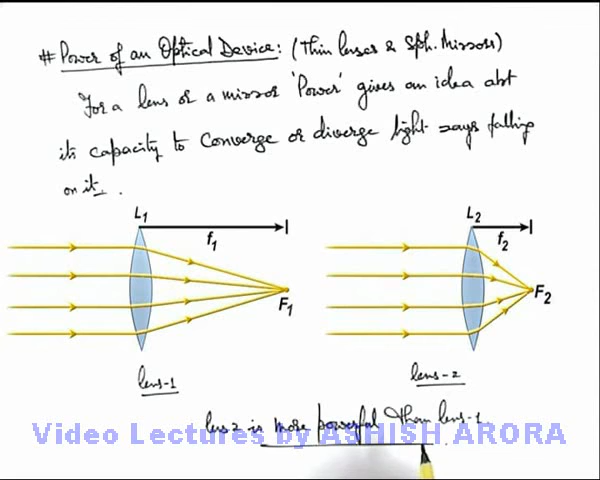 # Power of an Optical Device: (Thin lenses & Sph. Mirrors)
For a lens or a mirror 'Power' gives an idea abt
its capacity to converge or diverge light rays falling
on it.
L1 L2
f1 f2
F1 F2
lens-1 lens-2
lens 2 is more powerful than lens-1
Video Lectures by ASHISH ARORA